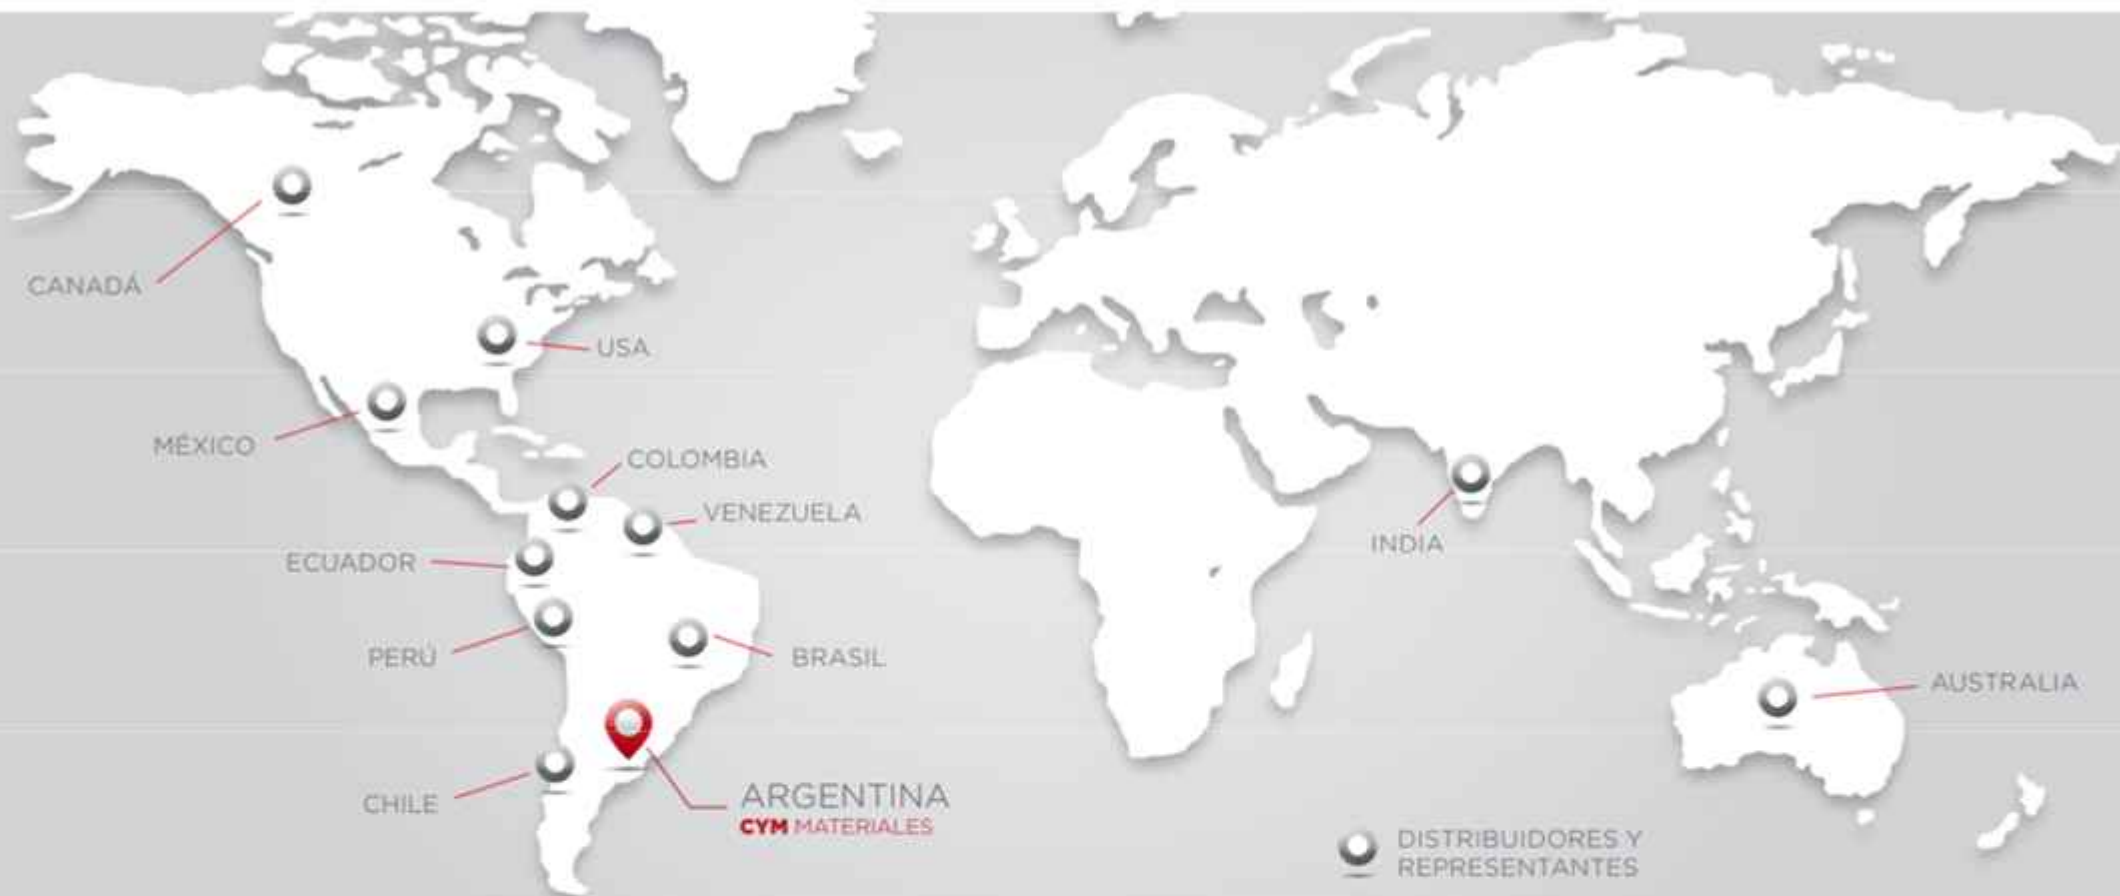 CANADÁ
USA
MÉXICO
COLOMBIA
VENEZUELA
ECUADOR
INDIA
PERÚ
BRASIL
AUSTRALIA
CHILE
ARGENTINA
CYM MATERIALES
DISTRIBUIDORES Y
REPRESENTANTES